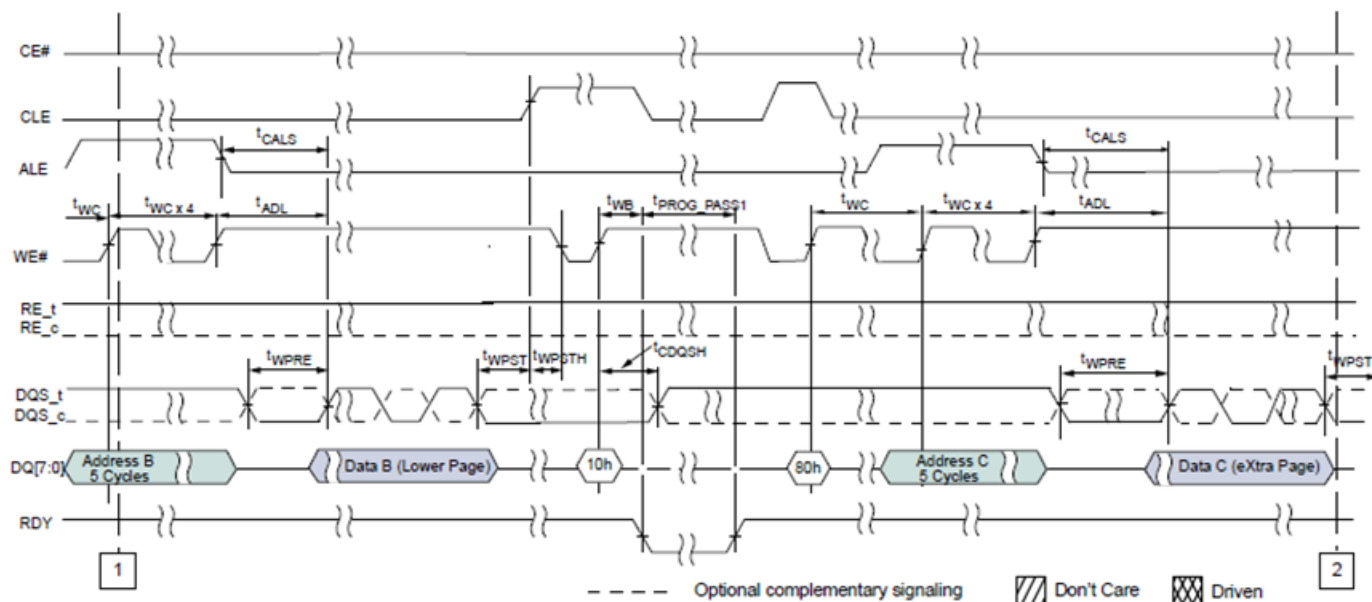 CE#
CLE
tCALS
tCALS
ALE
tWC
tWC x 4
tADL
tWB
tPROG_PASS1
tWC
tWC x 4
tADL
WE#
RE_t
RE_c
tWPRE
tWPST
tWPSTH
tCDQSH
tWPRE
tWPST
DQS_t
DQS_c
DQ[7:0]
Address B
5 Cycles
Data B (Lower Page)
10h
80h
Address C
5 Cycles
Data C (eXtra Page)
RDY
1
2
Optional complementary signaling
Don't Care
Driven